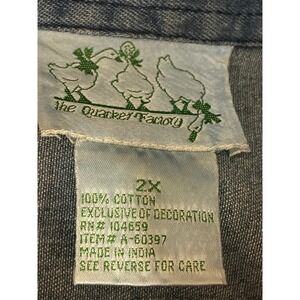 The Quacker Factory
2X
100% COTTON
EXCLUSIVE OF DECORATION
RN# 104659
ITEM# A-60397
MADE IN INDIA
SEE REVERSE FOR CARE